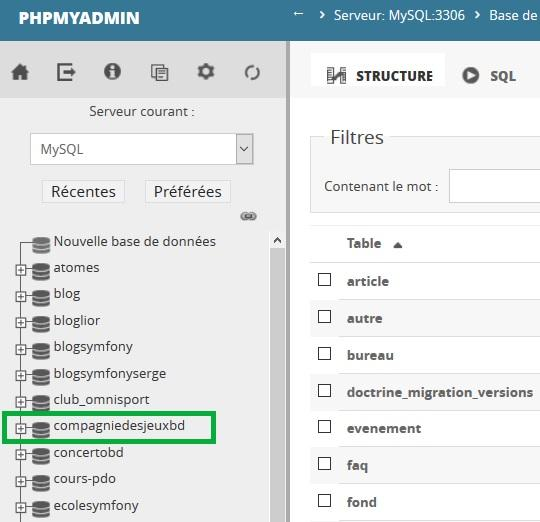 PHPMYADMIN
Serveur: MySQL:3306 Base de
Serveur courant :
MySQL
Récentes Préférées
Nouvelle base de données
atomes
blog
bloglior
blogsymfony
blogsymfonyserge
club_omnisport
compagniedesjeuxbd
concertobd
cours-pdo
ecolesymfony
STRUCTURE SQL
Filtres
Contenant le mot :
Table
article
autre
bureau
doctrine_migration_versions
evenement
faq
fond